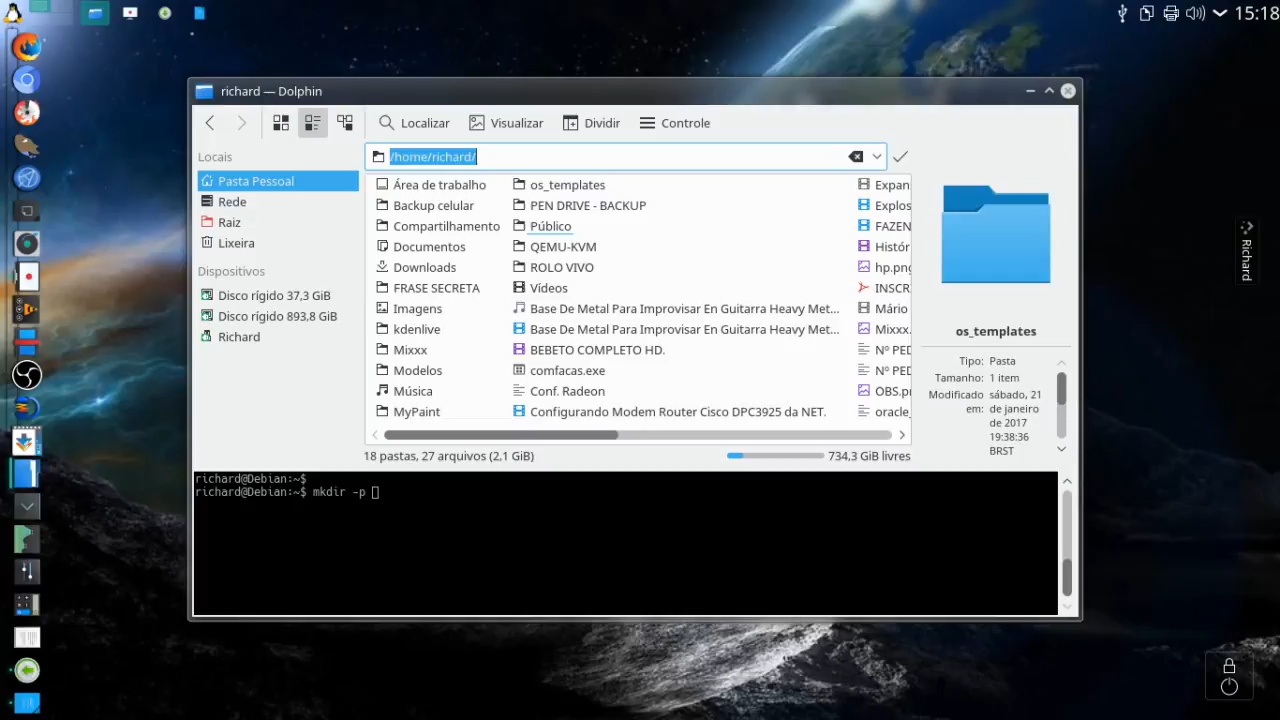 15:18
richard — Dolphin
Localizar
Visualizar
Dividir
Controle
Locais
Pasta Pessoal
Rede
Raiz
Lixeira
Dispositivos
Disco rígido 37,3 GiB
Disco rígido 893,8 GiB
Richard
/home/richard/
Área de trabalho
Backup celular
Compartilhamento
Documentos
Downloads
FRASE SECRETA
Imagens
kdenlive
Mixxx
Modelos
Música
MyPaint
os_templates
PEN DRIVE - BACKUP
Público
QEMU-KVM
ROLO VIVO
Vídeos
Base De Metal Para Improvisar En Guitarra Heavy Met...
Base De Metal Para Improvisar En Guitarra Heavy Met...
BEBETO COMPLETO HD.
comfacas.exe
Conf. Radeon
Configurando Modem Router Cisco DPC3925 da NET.
Expan
Explos
FAZEN
Histór
hp.png
INSCRI
Mário
Mixxx.
Nº PED
Nº PED
OBS.pn
oracle_
18 pastas, 27 arquivos (2,1 GiB)
734,3 GiB livres
os_templates
Tipo: Pasta
Tamanho: 1 item
Modificado em: sábado, 21 de janeiro de 2017 19:38:36 BRST
richard@Debian:~$
richard@Debian:~$ mkdir -p
Richard